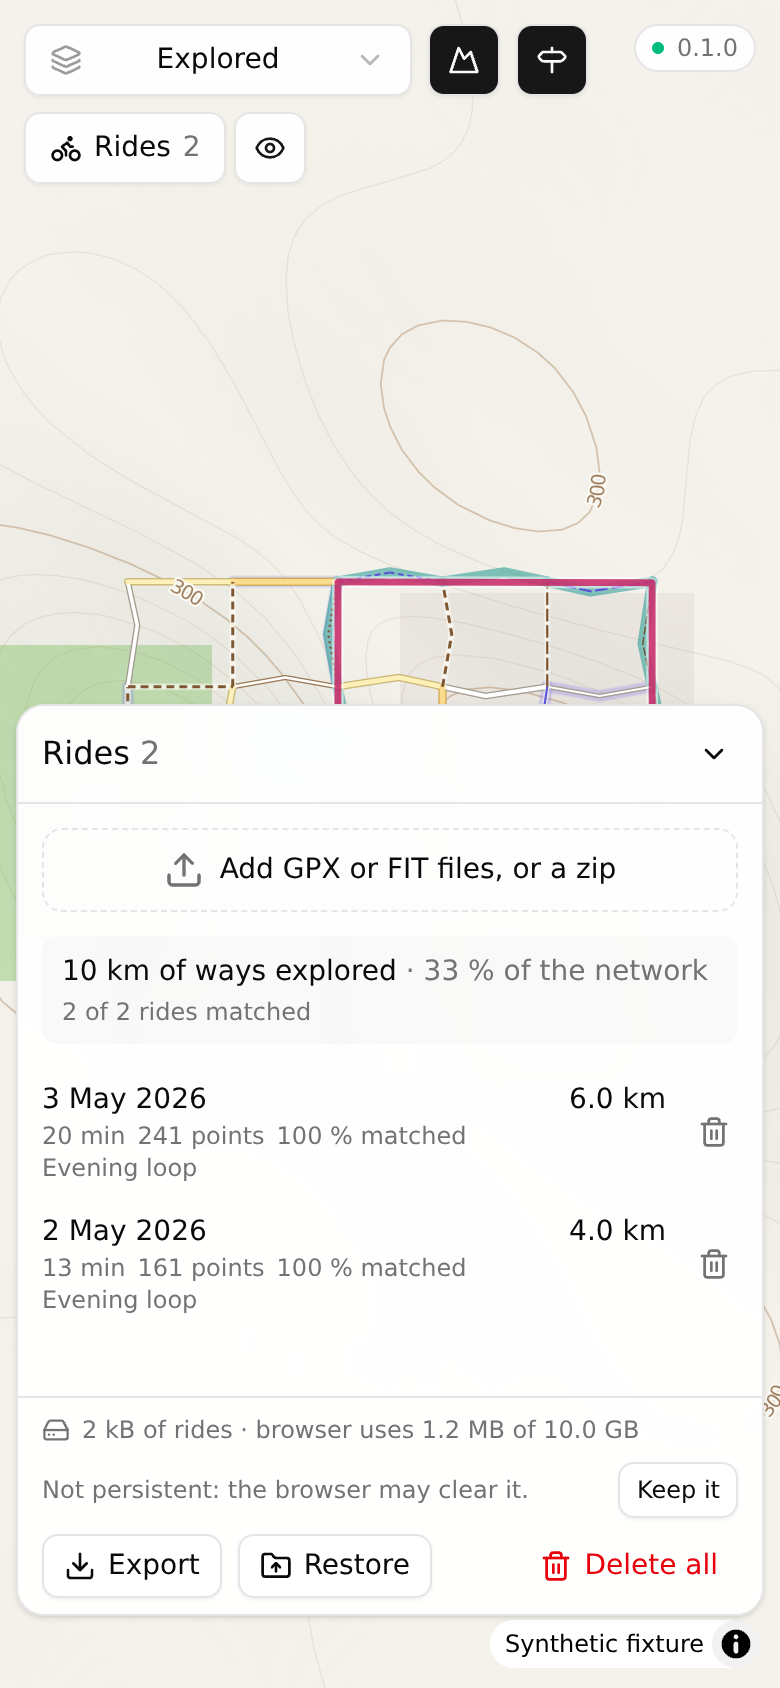 Explored
0.1.0
Rides 2
300
300
Rides 2
Add GPX or FIT files, or a zip
10 km of ways explored · 33 % of the network
2 of 2 rides matched
3 May 2026 6.0 km
20 min 241 points 100 % matched
Evening loop
2 May 2026 4.0 km
13 min 161 points 100 % matched
Evening loop
300
2 kB of rides · browser uses 1.2 MB of 10.0 GB
Not persistent: the browser may clear it. Keep it
Export Restore Delete all
Synthetic fixture